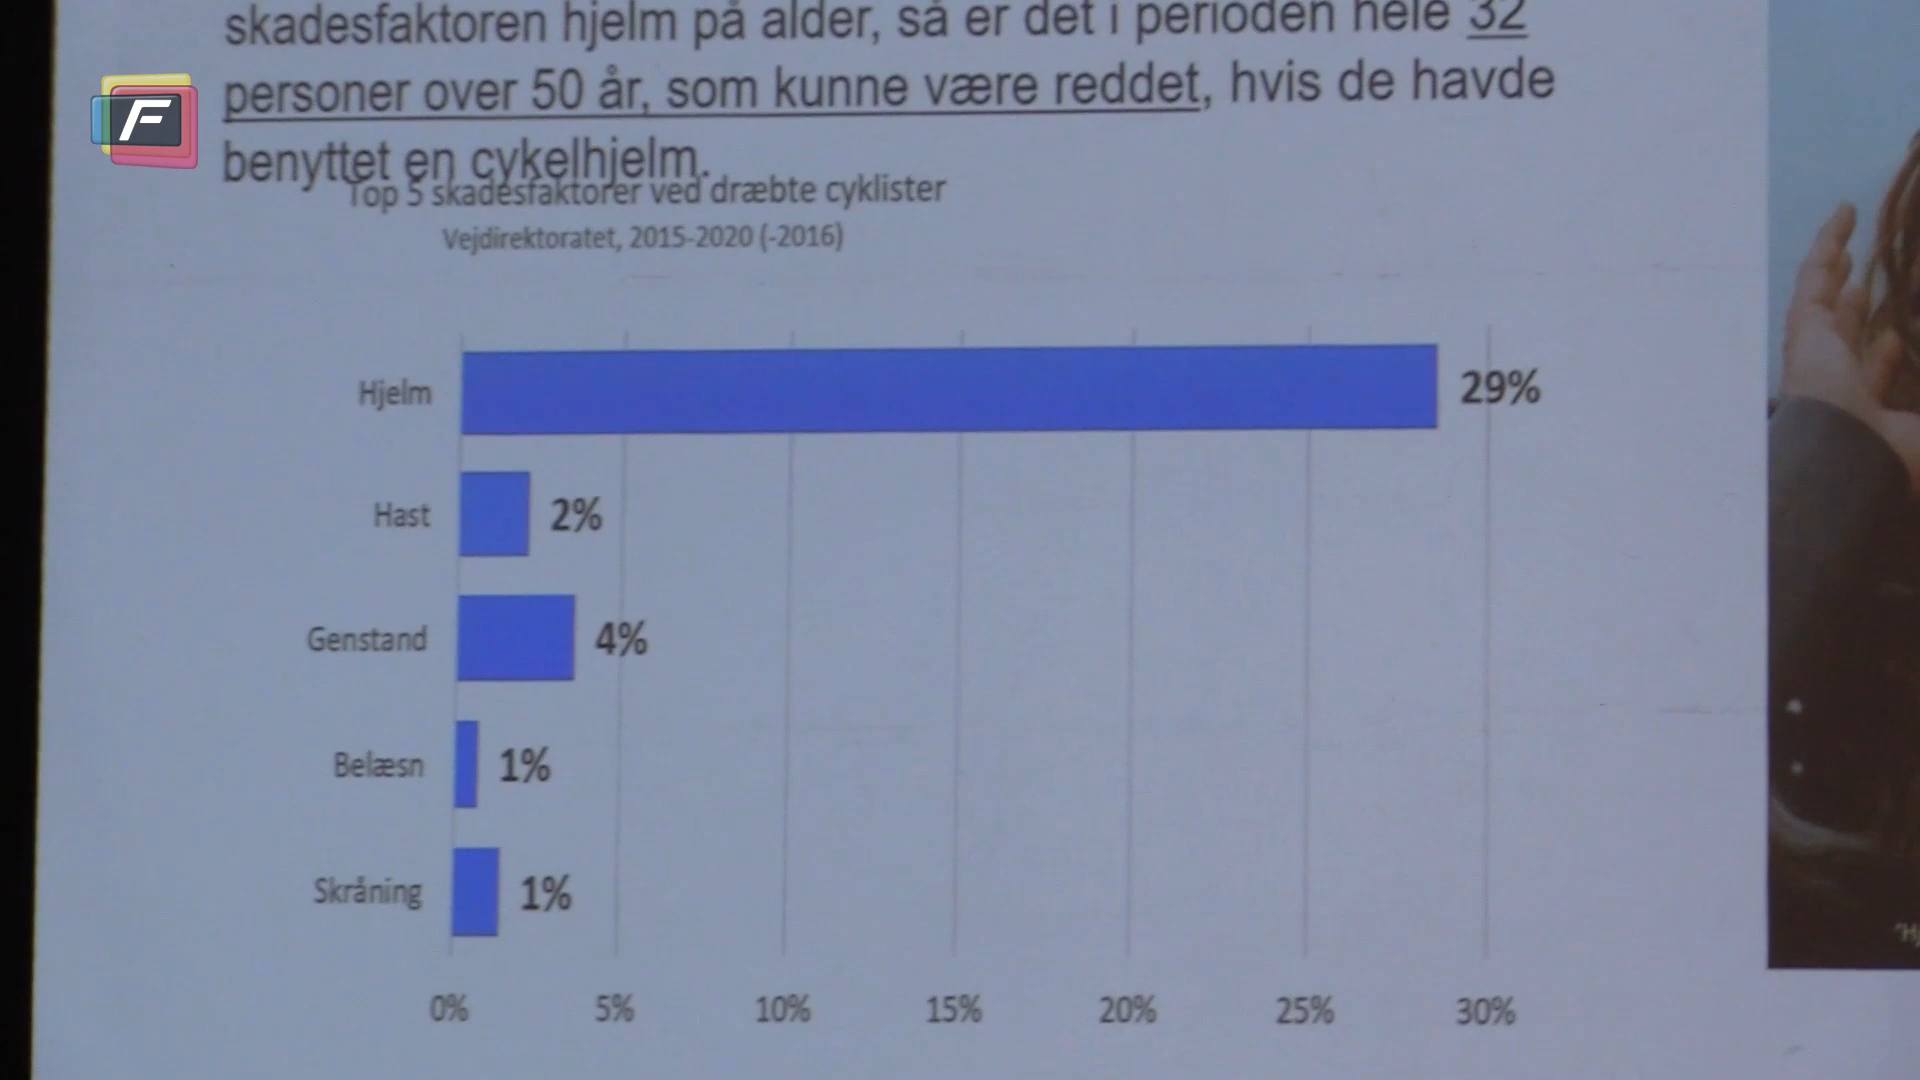 skadesfaktoren hjelm på alder, så er det i perioden hele 32
personer over 50 år, som kunne være reddet, hvis de havde
benyttet en cykelhjelm.
Top 5 skadesfaktorer ved dræbte cyklister
Vejdirektoratet, 2015-2020 (-2016)
Hjelm 29%
Hast 2%
Genstand 4%
Belæsn 1%
Skråning 1%
0% 5% 10% 15% 20% 25% 30%
F